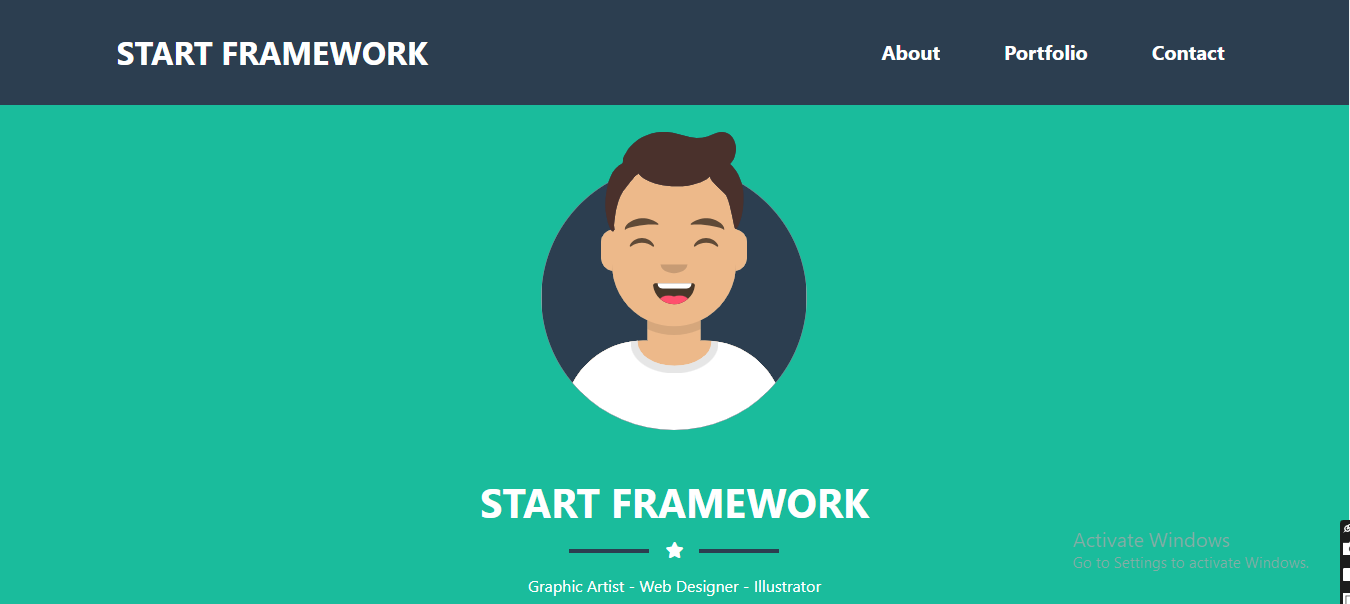 START FRAMEWORK
About Portfolio Contact
START FRAMEWORK
Graphic Artist - Web Designer - Illustrator
Activate Windows
Go to Settings to activate Windows.